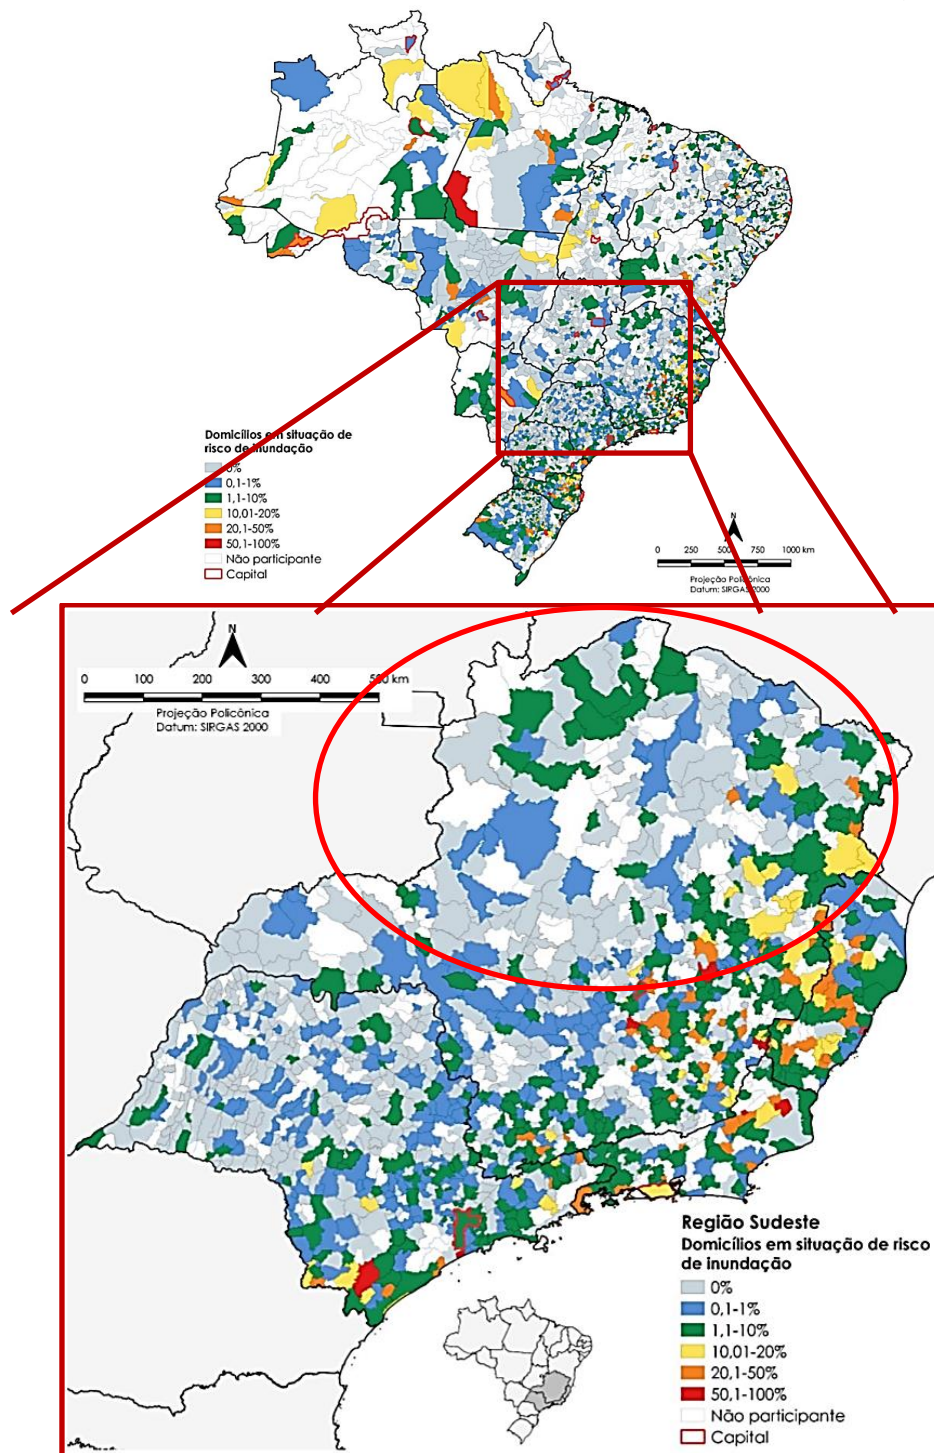 Domicílios em situação de
risco de inundação
0%
0,1-1%
1,1-10%
10,01-20%
20,1-50%
50,1-100%
Não participante
Capital
N
0 250 500 750 1000 km
Projeção Policônica
Datum: SIRGAS 2000
N
0 100 200 300 400 500 km
Projeção Policônica
Datum: SIRGAS 2000
Região Sudeste
Domicílios em situação de risco
de inundação
0%
0,1-1%
1,1-10%
10,01-20%
20,1-50%
50,1-100%
Não participante
Capital